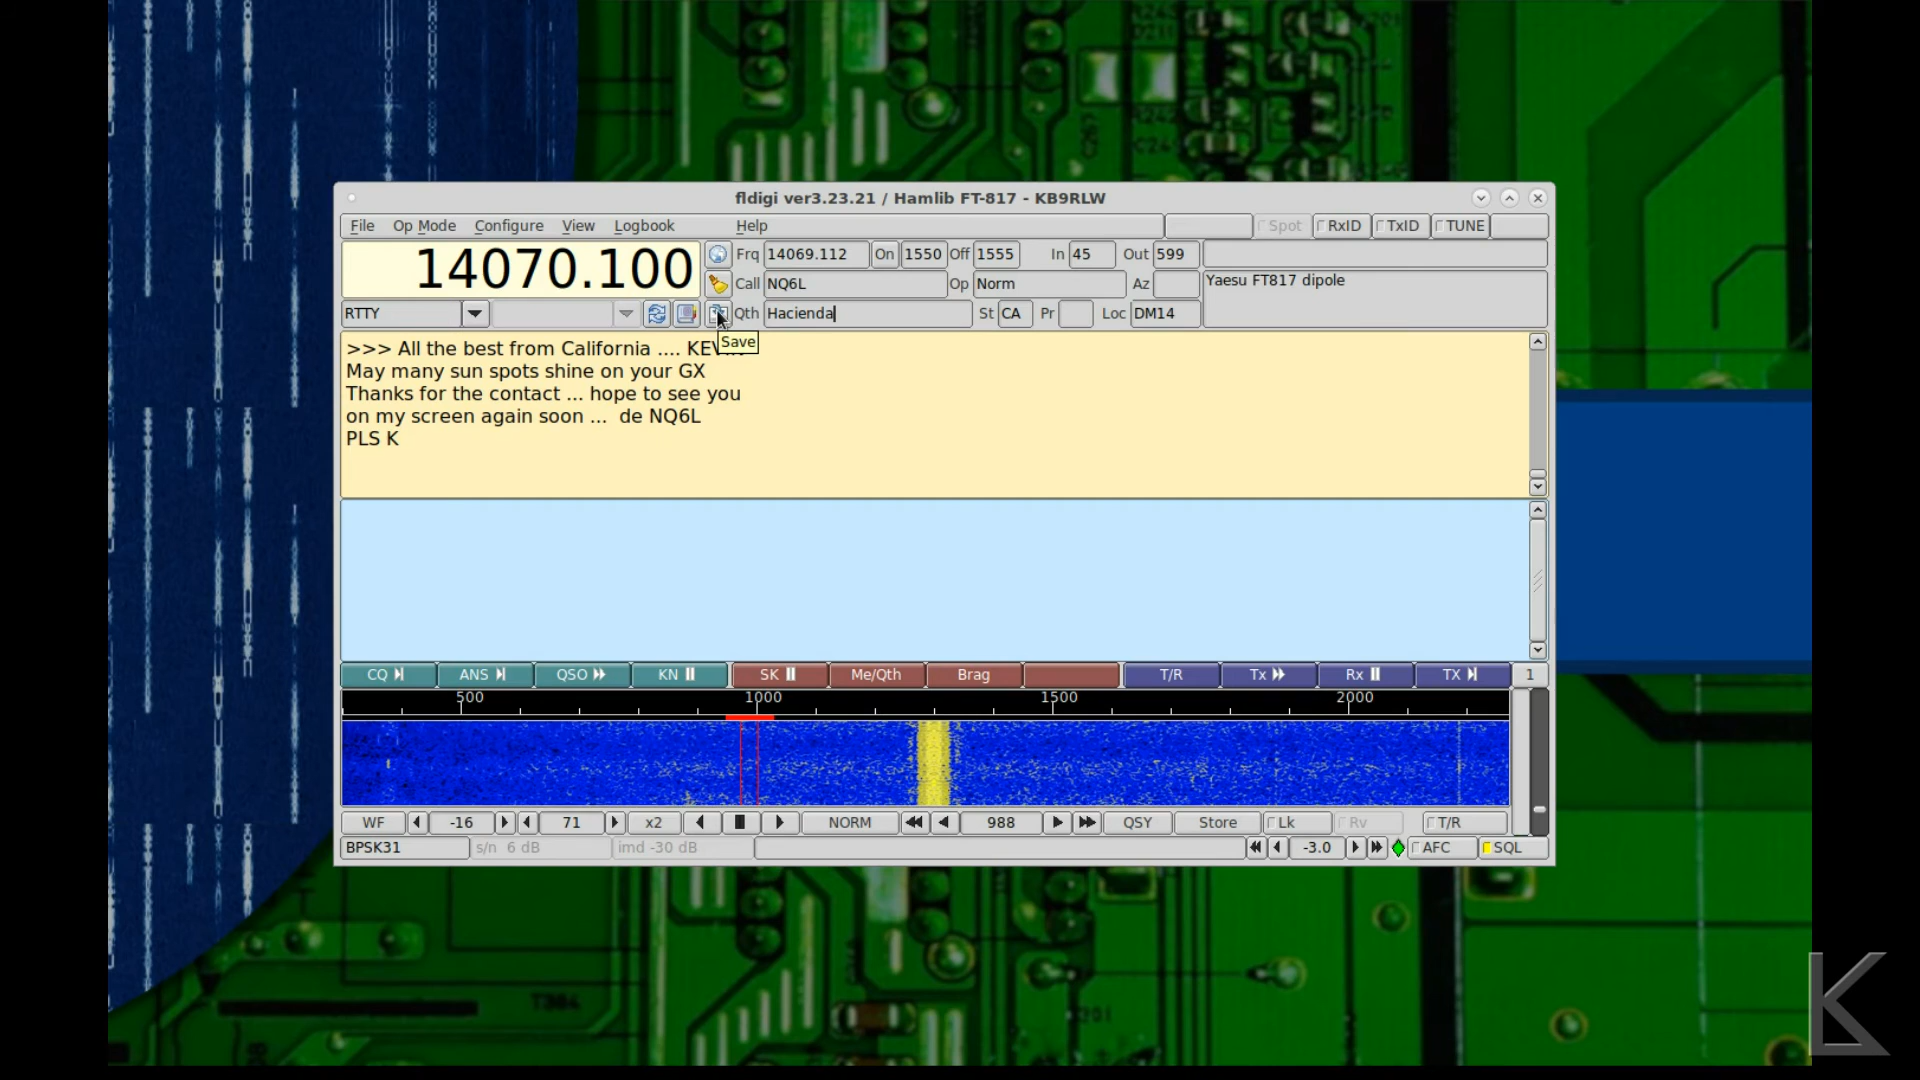 fldigi ver3.23.21 / Hamlib FT-817 - KB9RLW
File Op Mode Configure View Logbook Help Spot RxID TxID TUNE
14070.100
Frq 14069.112 On 1550 Off 1555 In 45 Out 599
Call NQ6L Op Norm Az
Yaesu FT817 dipole
RTTY
Qth Hacienda St CA Pr Loc DM14
Save
>>> All the best from California .... KEV
May many sun spots shine on your GX
Thanks for the contact ... hope to see you
on my screen again soon ... de NQ6L
PLS K
CQ ANS QSO KN SK Me/Qth Brag T/R Tx Rx TX 1
500 1000 1500 2000
WF -16 71 x2 NORM 988 QSY Store Lk Rv T/R
BPSK31 s/n 6 dB imd -30 dB -3.0 AFC SQL
K